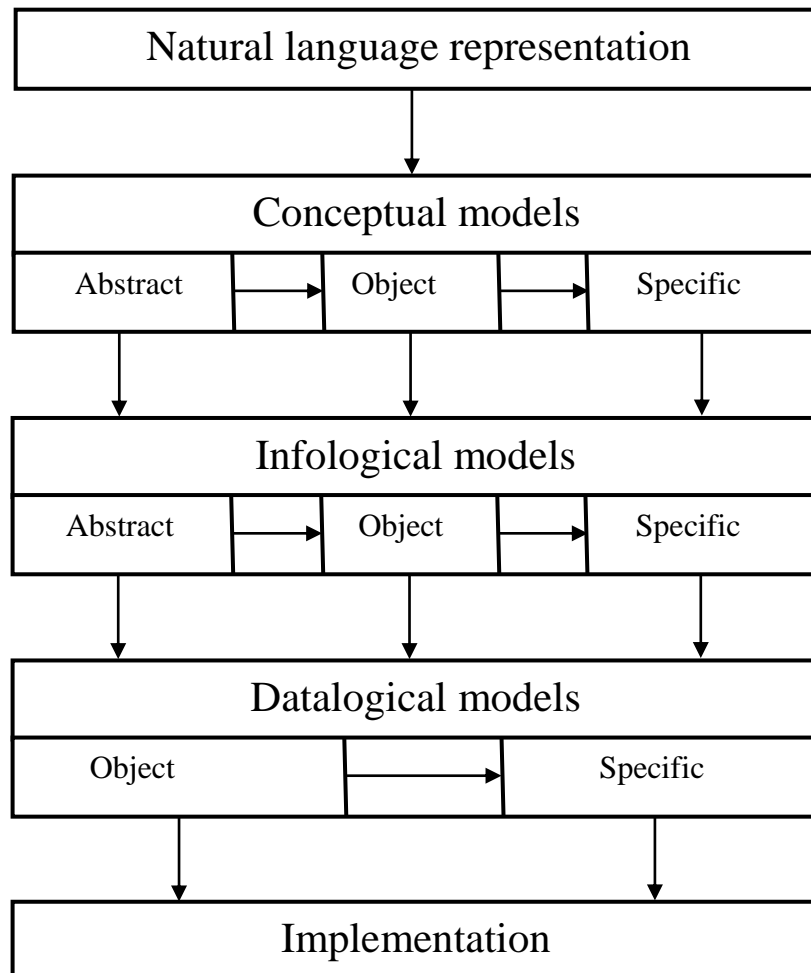 Natural language representation
Conceptual models
Abstract Object Specific
Infological models
Abstract Object Specific
Datalogical models
Object Specific
Implementation